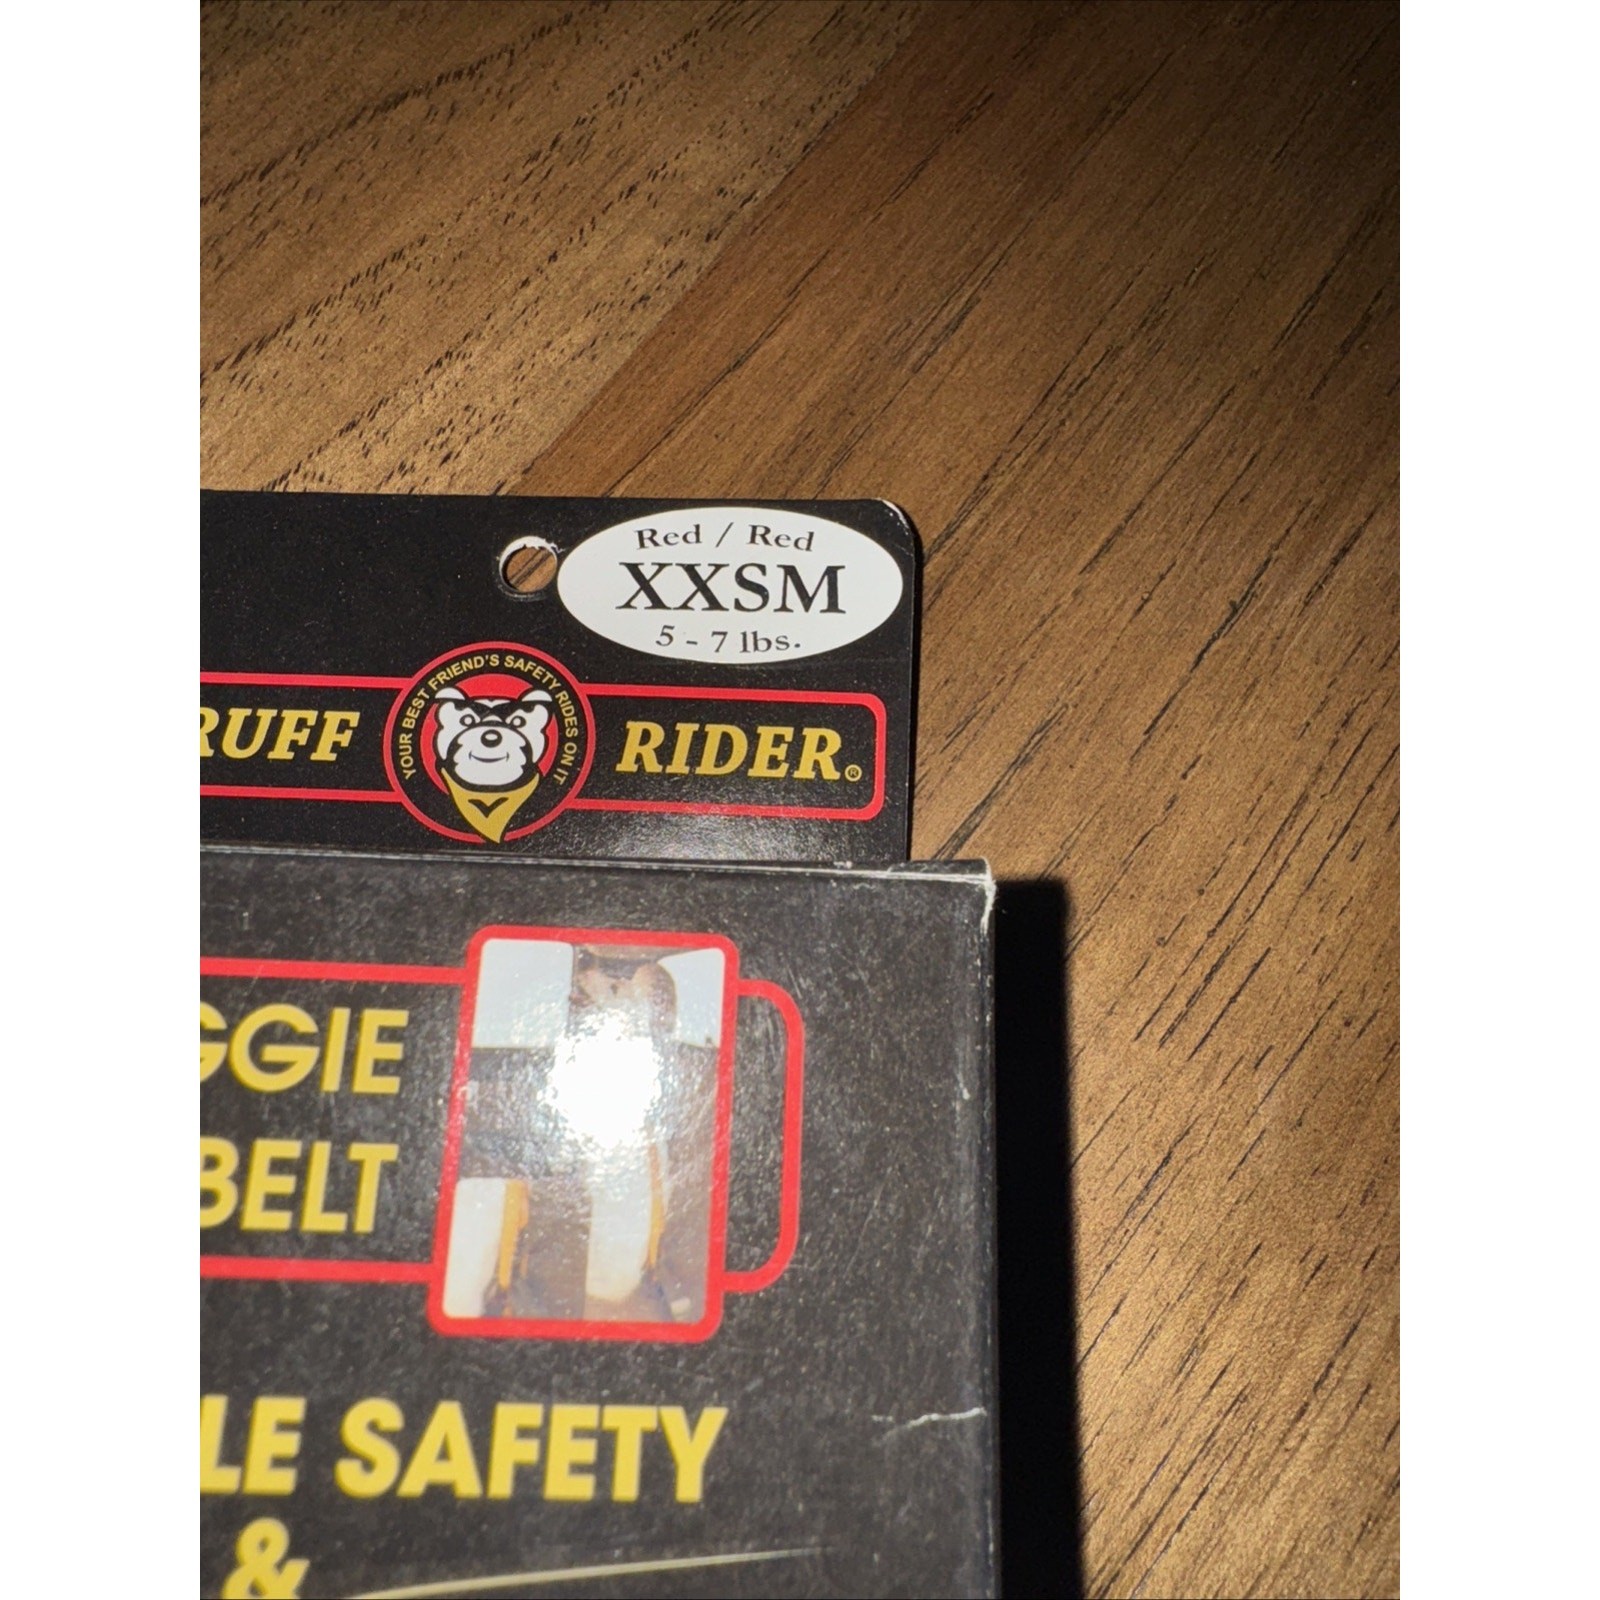 Red / Red
XXSM
5 - 7 lbs.
YOUR BEST FRIEND'S SAFETY RIDES ON IT
RUFF RIDER®
GGIE
BELT
LE SAFETY
&